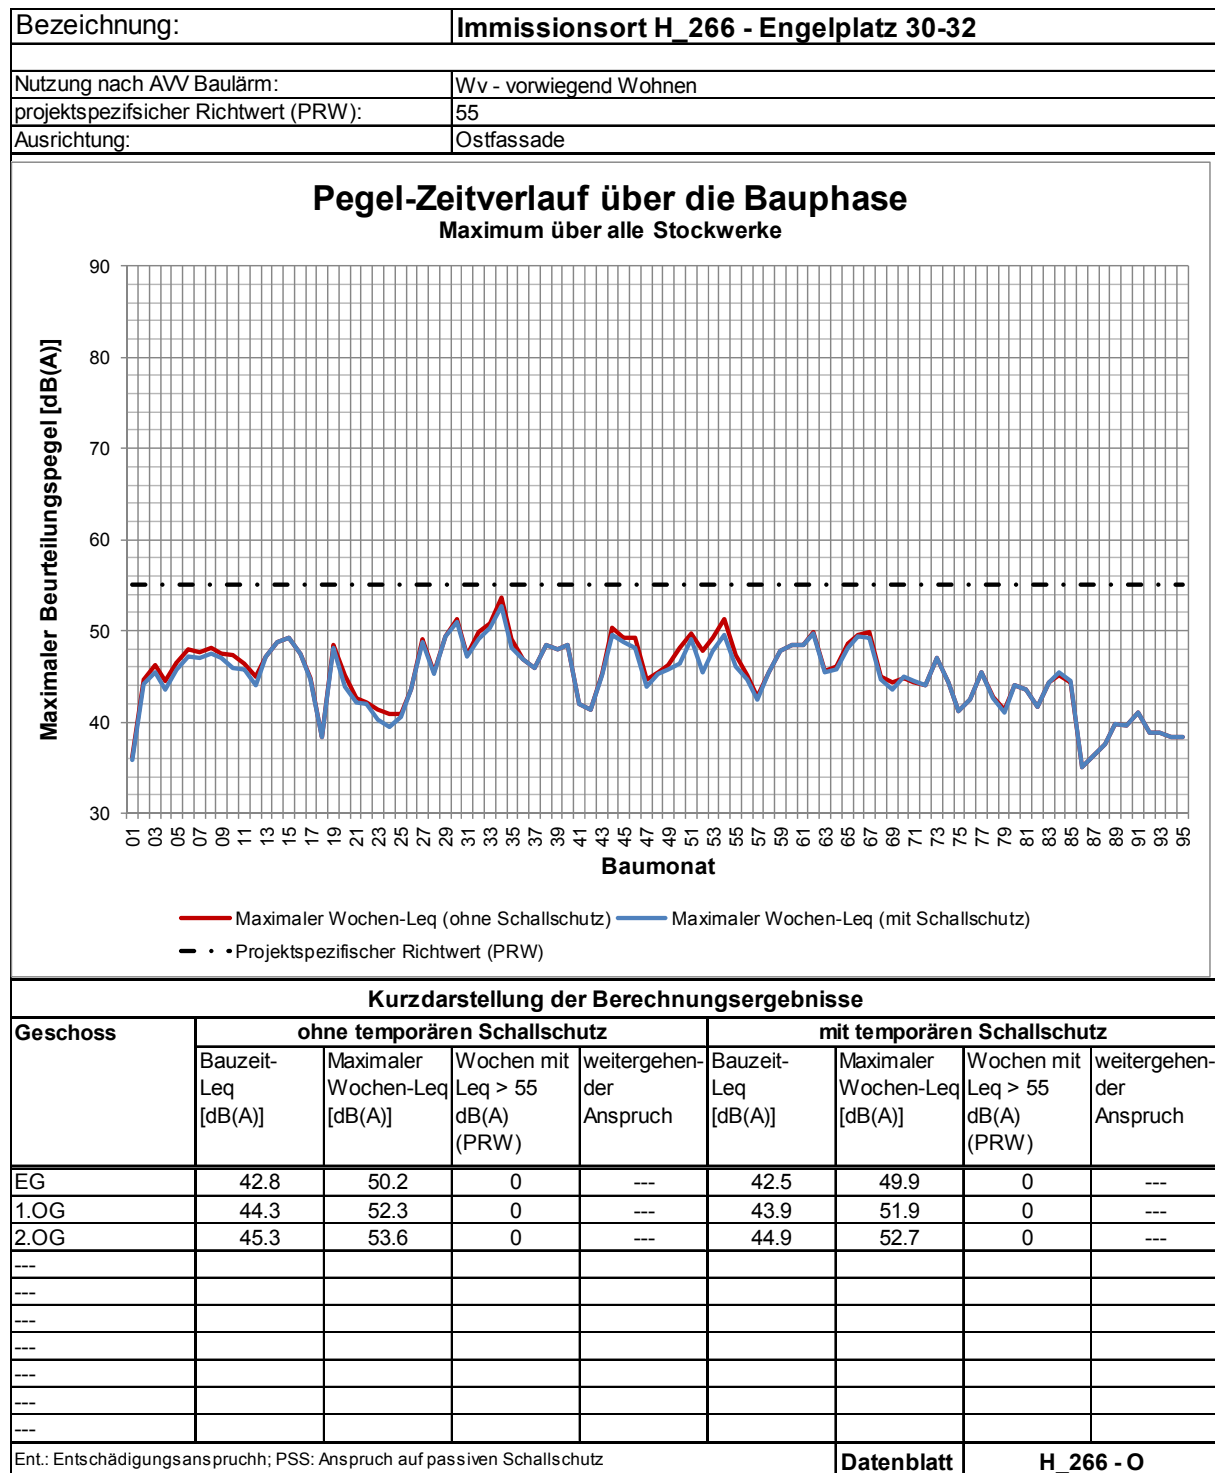 Bezeichnung: Immissionsort H_266 - Engelplatz 30-32
Nutzung nach AVV Baulärm: Wv - vorwiegend Wohnen
projektspezifsicher Richtwert (PRW): 55
Ausrichtung: Ostfassade
Pegel-Zeitverlauf über die Bauphase
Maximum über alle Stockwerke
Maximaler Beurteilungspegel [dB(A)]
90
80
70
60
50
40
30
01 03 05 07 09 11 13 15 17 19 21 23 25 27 29 31 33 35 37 39 41 43 45 47 49 51 53 55 57 59 61 63 65 67 69 71 73 75 77 79 81 83 85 87 89 91 93 95
Baumonat
Maximaler Wochen-Leq (ohne Schallschutz) Maximaler Wochen-Leq (mit Schallschutz)
Projektspezifischer Richtwert (PRW)
Kurzdarstellung der Berechnungsergebnisse
Geschoss ohne temporären Schallschutz mit temporären Schallschutz
Bauzeit- Maximaler Wochen mit weitergehen- Bauzeit- Maximaler Wochen mit weitergehen-
Leq Wochen-Leq Leq > 55 der Leq Wochen-Leq Leq > 55 der
[dB(A)] [dB(A)] dB(A) Anspruch [dB(A)] [dB(A)] dB(A) Anspruch
(PRW) (PRW)
EG 42.8 50.2 0 --- 42.5 49.9 0 ---
1.OG 44.3 52.3 0 --- 43.9 51.9 0 ---
2.OG 45.3 53.6 0 --- 44.9 52.7 0 ---
---
---
---
---
---
---
---
Ent.: Entschädigungsanspruchh; PSS: Anspruch auf passiven Schallschutz Datenblatt H_266 - O